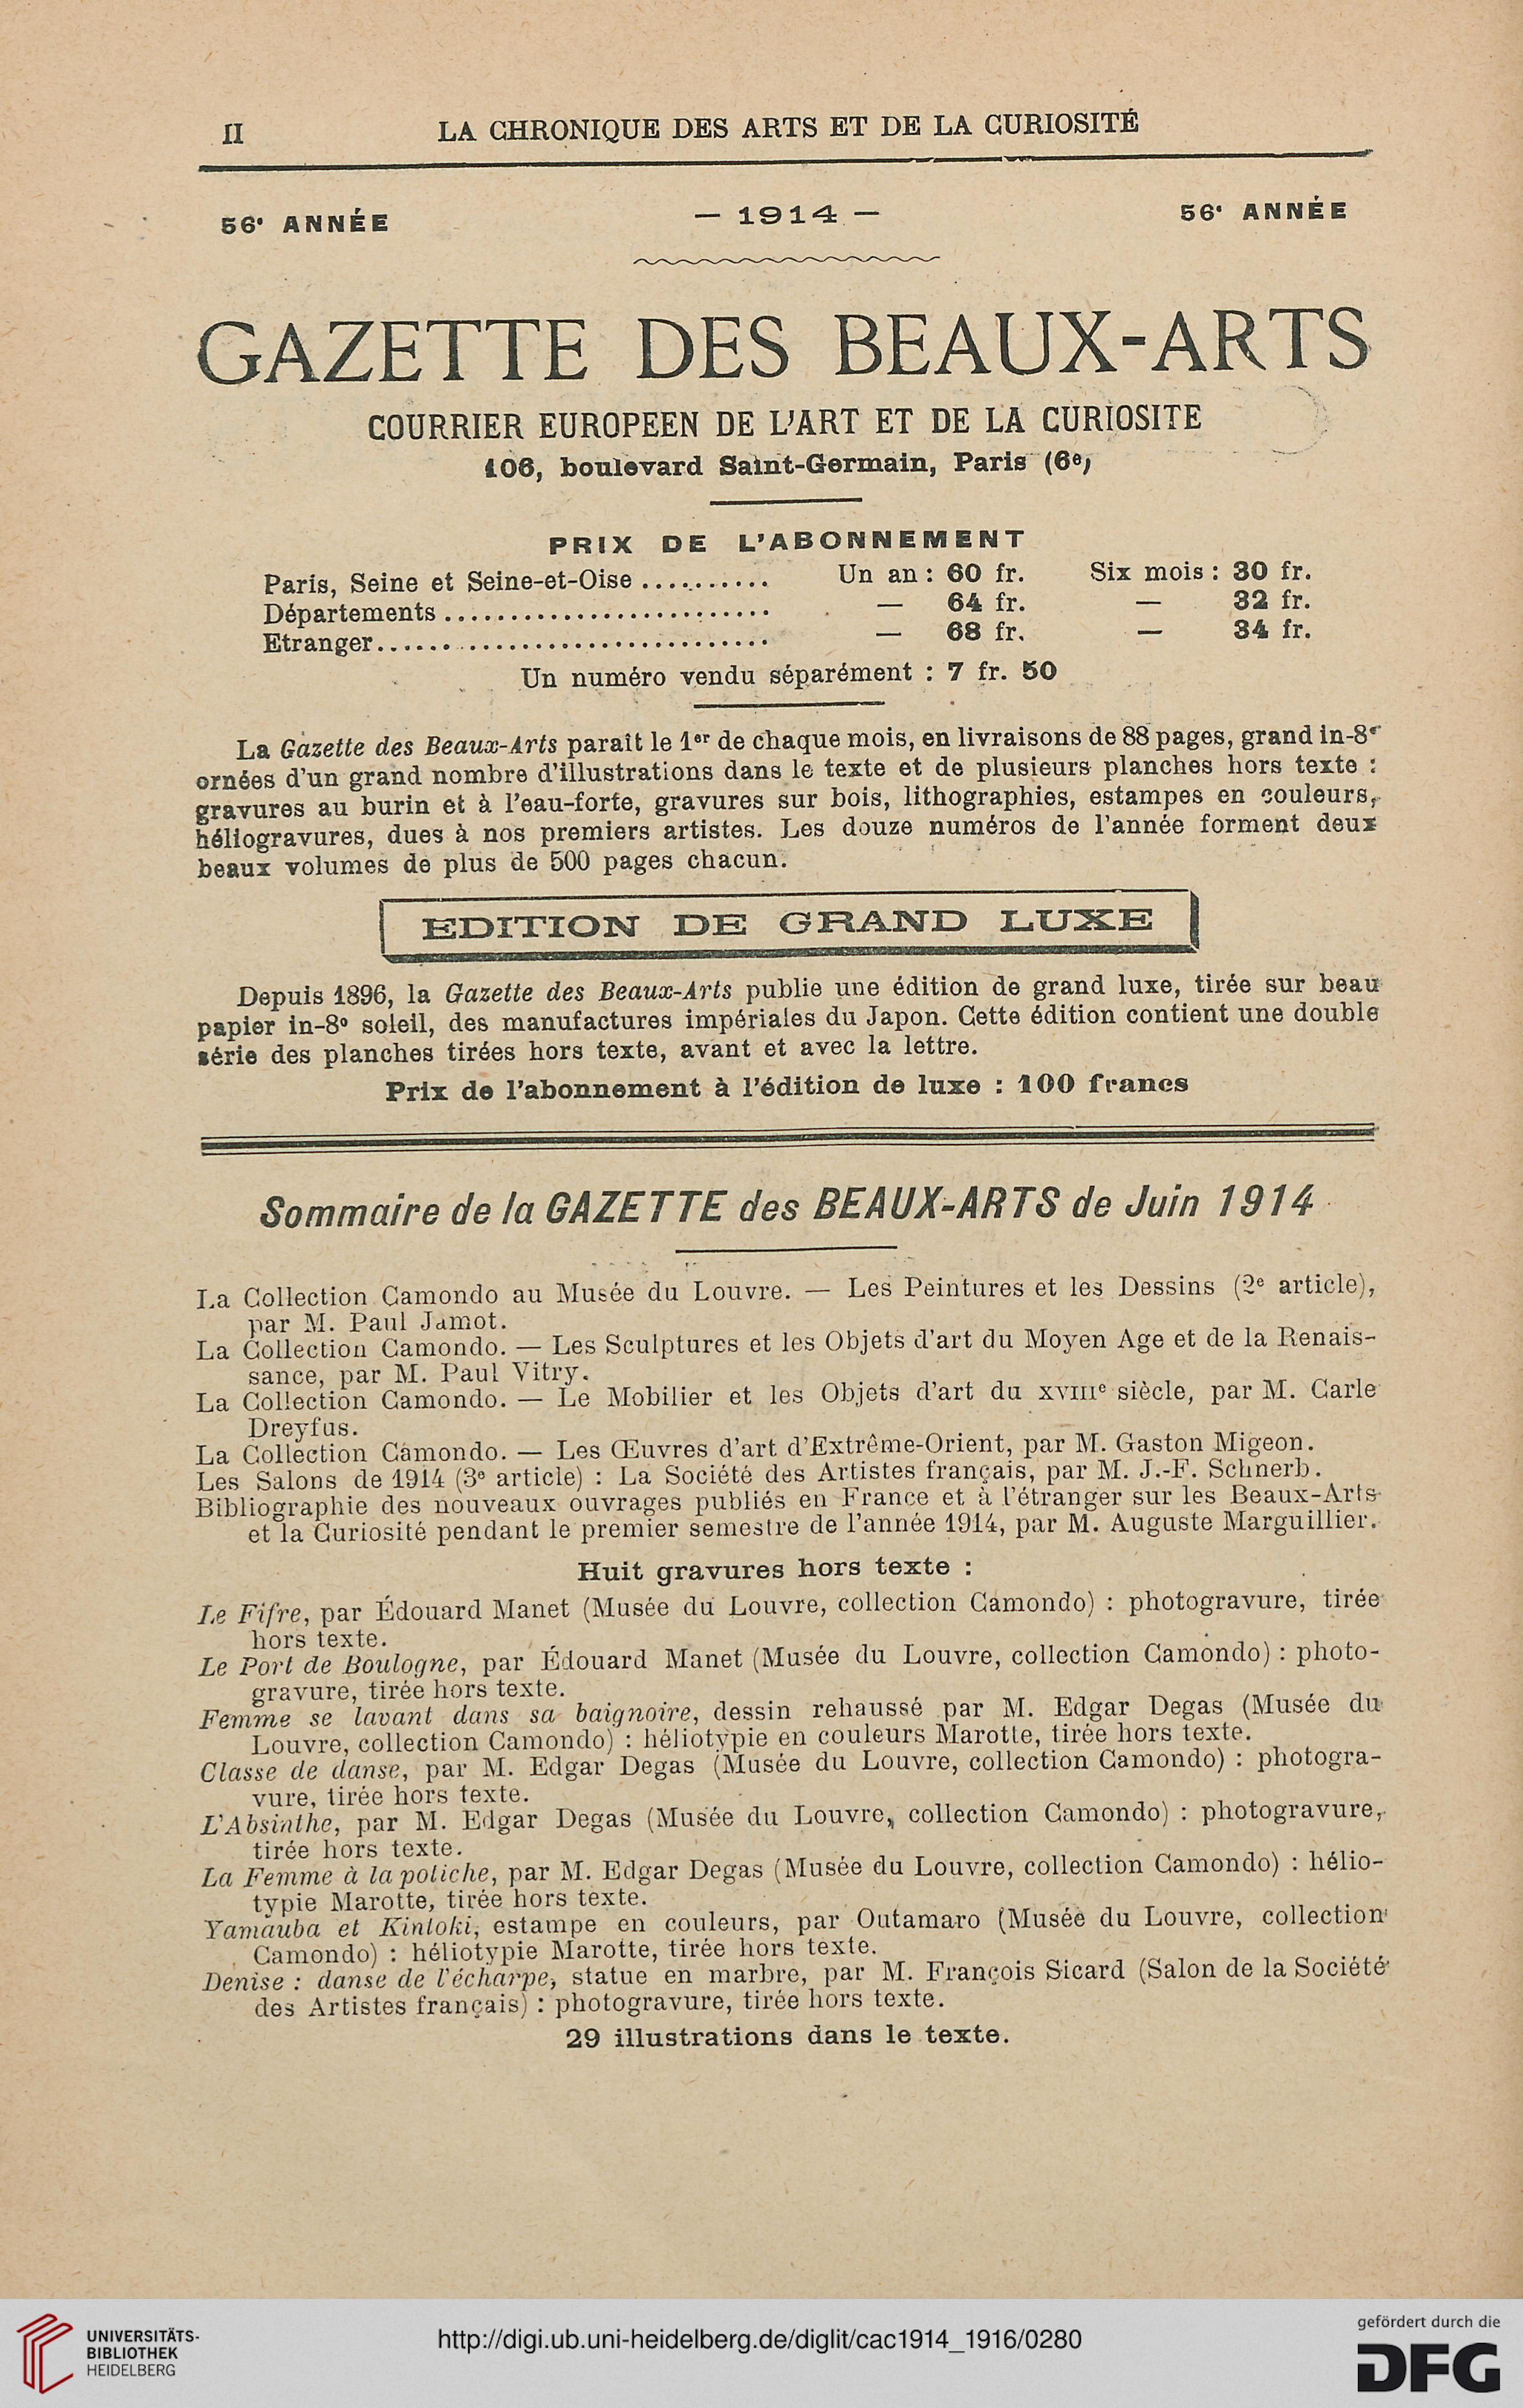 II LA CHRONIQUE DES ARTS ET DE LA CURIOSITÉ
56e ANNÉE — 1914 — 56e ANNÉE
GAZETTE DES BEAUX-ARTS
COURRIER EUROPEEN DE L'ART ET DE LA CURIOSITE
106, boulevard Saint-Germain, Paris (6e)
PRIX DE L'ABONNEMENT
Paris, Seine et Seine-et-Oise .......... Un an : 60 fr. Six mois : 30 fr.
Départements .......................... — 64 fr. — 32 fr.
Etranger............................... — 68 fr. — 34 fr.
Un numéro vendu séparément : 7 fr. 50
La Gazette des Beaux-Arts paraît le 1er de chaque mois, en livraisons de 88 pages, grand in-8°
ornées d'un grand nombre d'illustrations dans le texte et de plusieurs planches hors texte :
gravures au burin et à l'eau-forte, gravures sur bois, lithographies, estampes en couleurs,
héliogravures, dues à nos premiers artistes. Les douze numéros de l'année forment deux
beaux volumes de plus de 500 pages chacun.
EDITION DE GRAND LUXE
Depuis 1896, la Gazette des Beaux-Arts publie une édition de grand luxe, tirée sur beau
papier in-8° soleil, des manufactures impériales du Japon. Cette édition contient une double
série des planches tirées hors texte, avant et avec la lettre.
Prix de l'abonnement à l'édition de luxe : 100 francs
Sommaire de la GAZETTE des BEAUX-ARTS de Juin 1914
La Collection Camondo au Musée du Louvre. — Les Peintures et les Dessins (2e article),
par M. Paul Jamot.
La Collection Camondo. — Les Sculptures et les Objets d'art du Moyen Age et de la Renais-
sance, par M. Paul Vitry.
La Collection Camondo. — Le Mobilier et les Objets d'art du XVIIIe siècle, par M. Carle
Dreyfus.
La Collection Camondo. — Les Œuvres d'art d'Extrême-Orient, par M. Gaston Migeon.
Les Salons de 1914 (3e article) : La Société des Artistes français, par M. J.-F. Schnerb.
Bibliographie des nouveaux ouvrages publiés en France et à l'étranger sur les Beaux-Arts
et la Curiosité pendant le premier semestre de l'année 1914, par M. Auguste Marguillier.
Huit gravures hors texte :
Le Fifre, par Édouard Manet (Musée du Louvre, collection Camondo) : photogravure, tirée
hors texte.
Le Port de Boulogne, par Édouard Manet (Musée du Louvre, collection Camondo) : photo-
gravure, tirée hors texte.
Femme se lavant dans sa baignoire, dessin rehaussé par M. Edgar Degas (Musée du
Louvre, collection Camondo) : héliotypie en couleurs Marotte, tirée hors texte.
Classe de danse, par M. Edgar Degas (Musée du Louvre, collection Camondo) : photogra-
vure, tirée hors texte.
L'Absinthe, par M. Edgar Degas (Musée du Louvre, collection Camondo) : photogravure,
tirée hors texte.
La Femme à la potiche, par M. Edgar Degas (Musée du Louvre, collection Camondo) : hélio-
typie Marotte, tirée hors texte.
Yamauba et Kintoki, estampe en couleurs, par Outamaro (Musée du Louvre, collection
Camondo) : héliotypie Marotte, tirée hors texte.
Denise : danse de l'écharpe, statue en marbre, par M. François Sicard (Salon de la Société
des Artistes français) : photogravure, tirée hors texte.
29 illustrations dans le texte.
UNIVERSITÄTS-
BIBLIOTHEK
HEIDELBERG
http://digi.ub.uni-heidelberg.de/diglit/cac1914_1916/0280
gefördert durch die
DFG